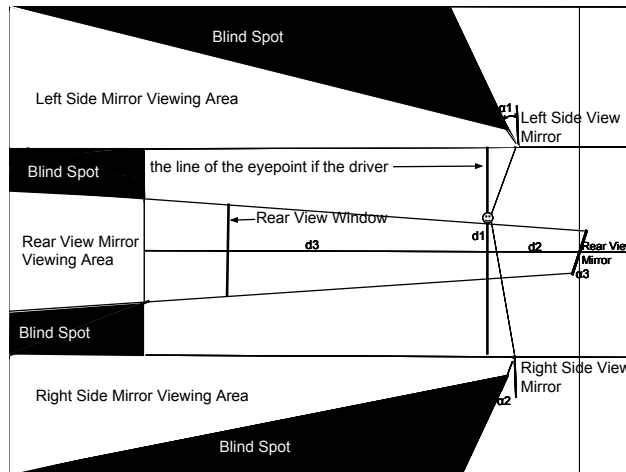 Blind Spot
Left Side Mirror Viewing Area
α1
Left Side View
Mirror
Blind Spot
the line of the eyepoint if the driver
Rear View Window
d1
Rear View Mirror
Viewing Area
d3
d2
Rear View
Mirror
α3
Blind Spot
Right Side View
Mirror
Right Side Mirror Viewing Area
α2
Blind Spot